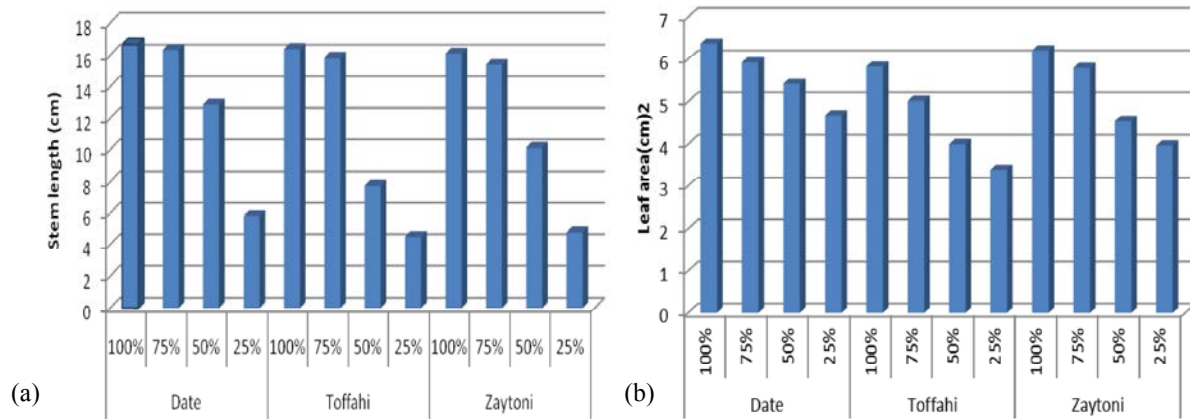 Stem length (cm)
18
16
14
12
10
8
6
4
2
0
100% 75% 50% 25% 100% 75% 50% 25% 100% 75% 50% 25%
Date Toffahi Zaytoni
(a)
Leaf area(cm)2
7
6
5
4
3
2
1
0
100% 75% 50% 25% 100% 75% 50% 25% 100% 75% 50% 25%
Date Toffahi Zaytoni
(b)